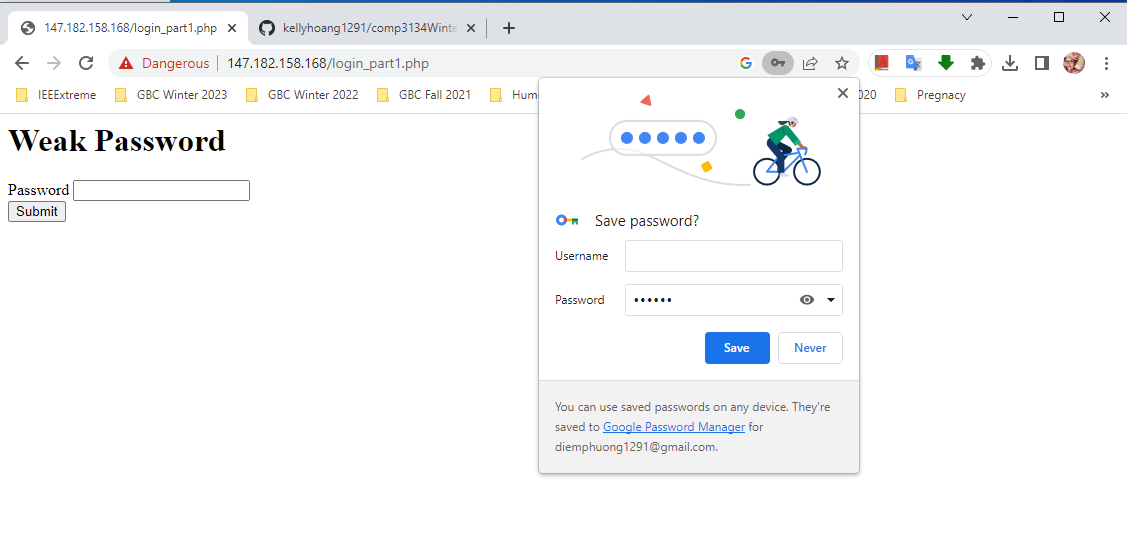 147.182.158.168/login_part1.php
kellyhoang1291/comp3134Winte
Dangerous 147.182.158.168/login_part1.php
IEEExtreme GBC Winter 2023 GBC Winter 2022 GBC Fall 2021 Hum 020 Pregnacy »
Weak Password
Password
Submit
Save password?
Username
Password ••••••
Save Never
You can use saved passwords on any device. They're
saved to Google Password Manager for
diemphuong1291@gmail.com.